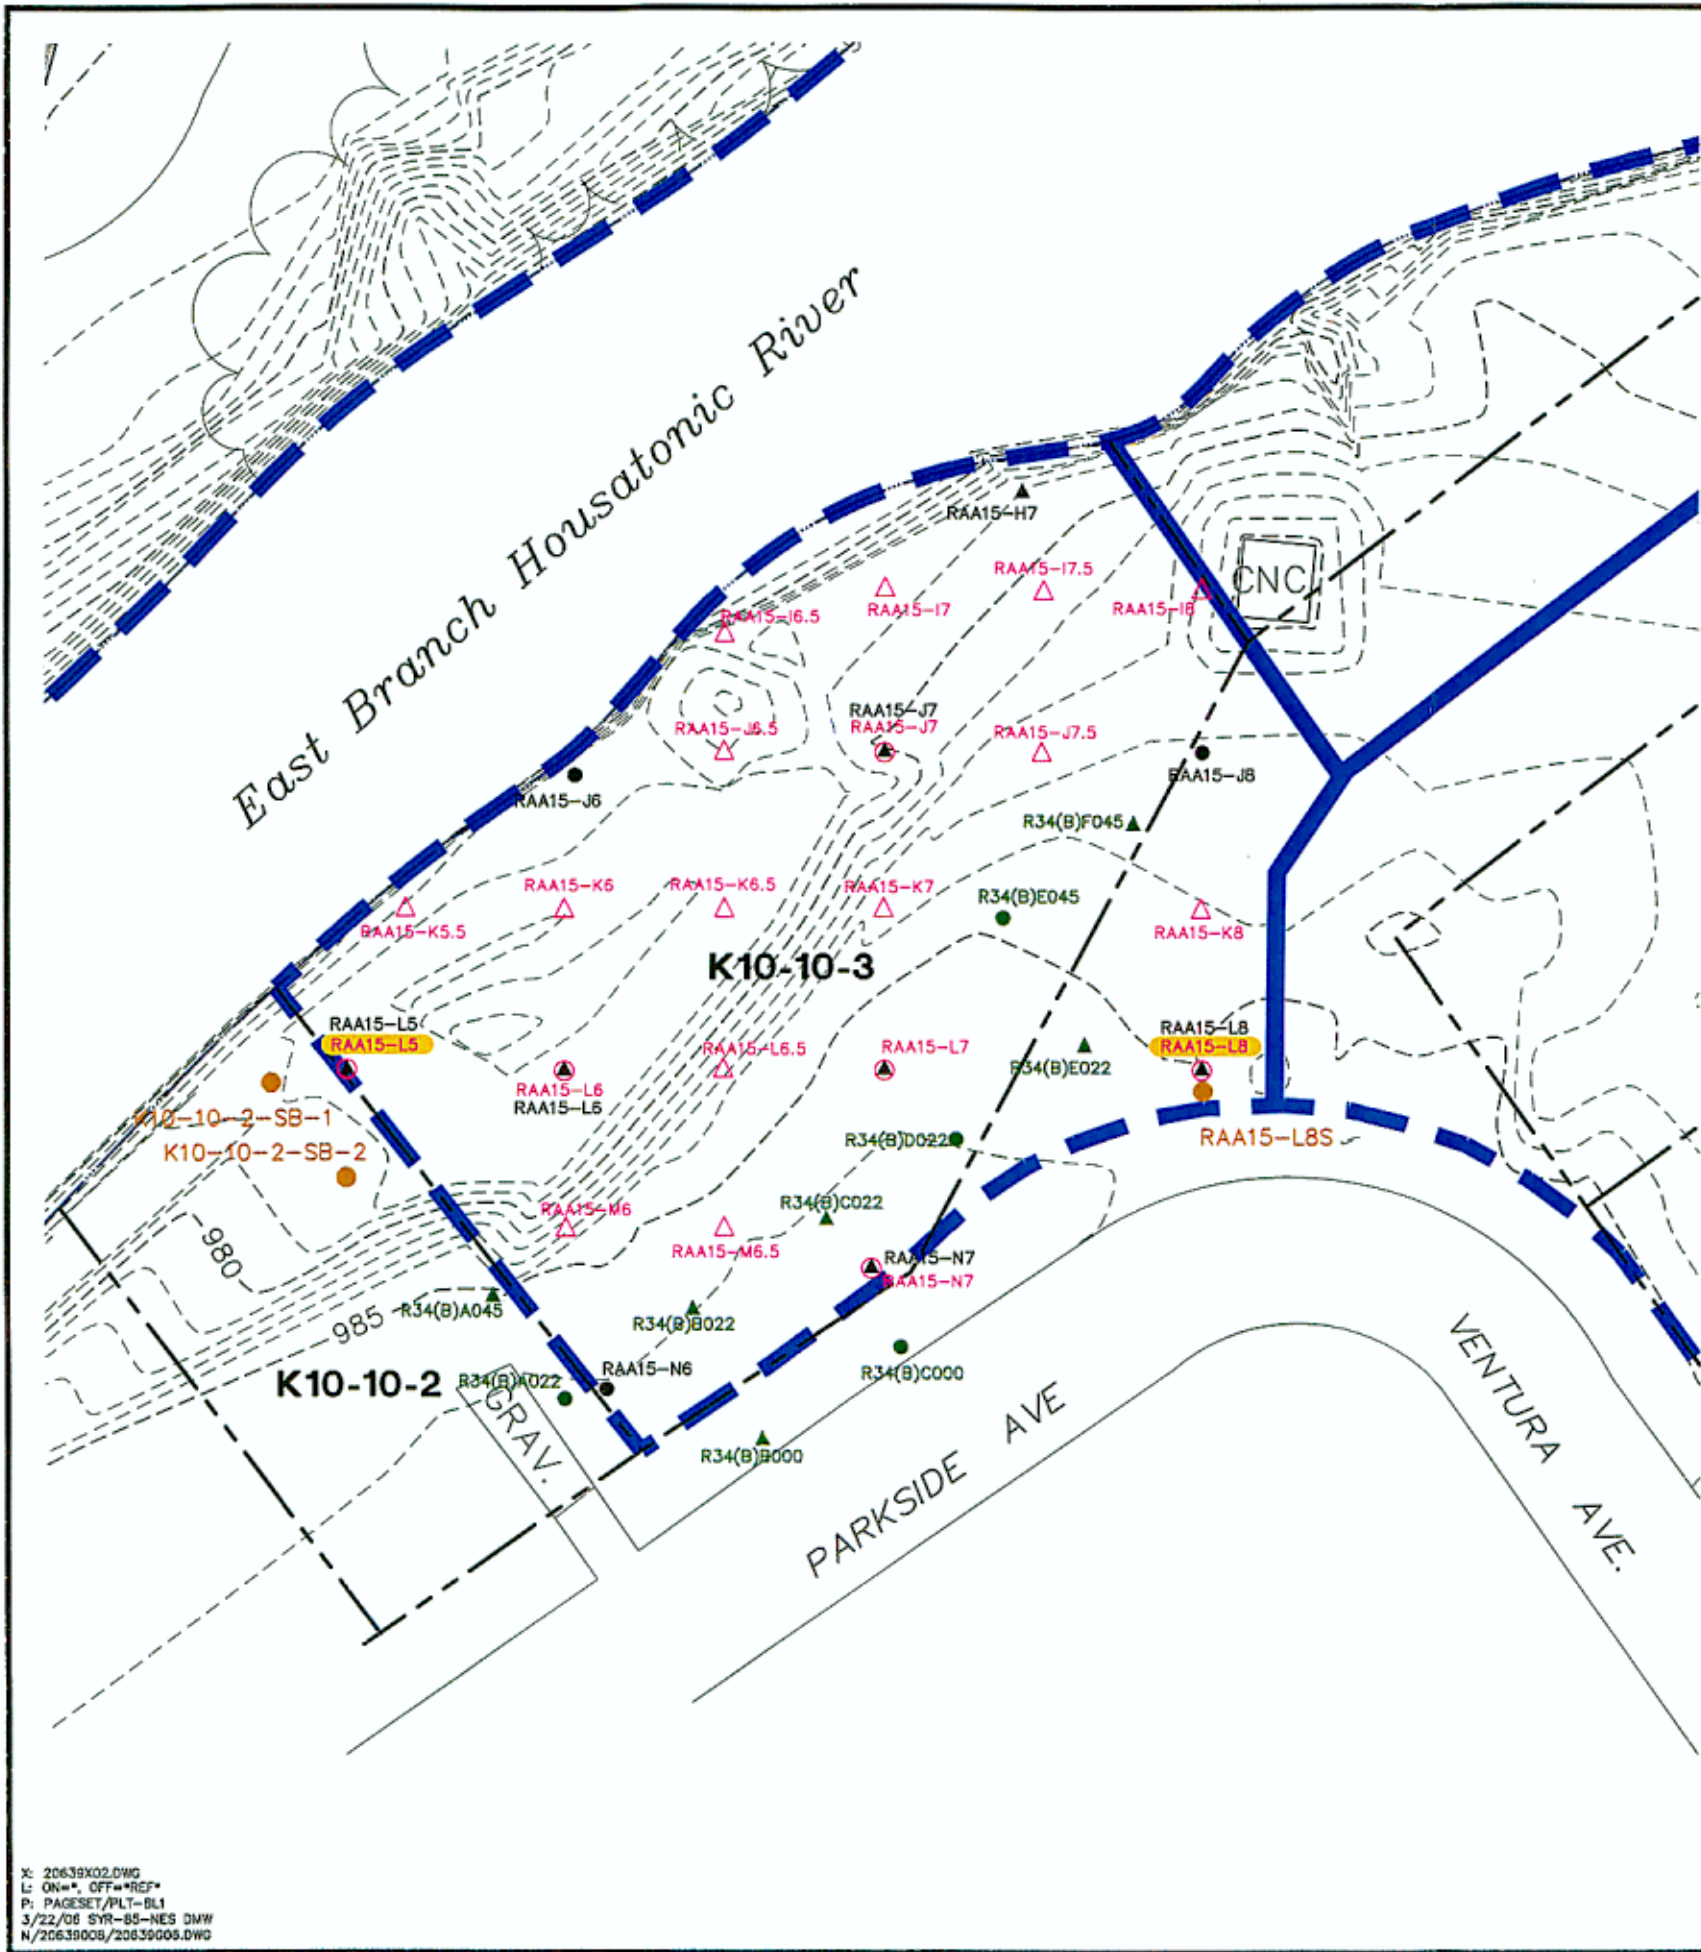 East Branch Housatonic River
RAA15-H7
RAA15-I7.5
RAA15-I7
RAA15-I8
CNC
RAA15-I6.5
RAA15-J7
RAA15-J7
RAA15-J6.5
RAA15-J7.5
RAA15-J8
RAA15-J6
R34(B)F045
RAA15-K6
RAA15-K6.5
RAA15-K7
R34(B)E045
RAA15-K5.5
RAA15-K8
K10-10-3
RAA15-L5
RAA15-L5
RAA15-L8
RAA15-L8
RAA15-L6.5
RAA15-L7
R34(B)E022
RAA15-L6
RAA15-L6
K10-10-2-SB-1
K10-10-2-SB-2
RAA15-L8S
R34(B)D022
R34(B)C022
RAA15-M6
RAA15-M6.5
980
RAA15-N7
RAA15-N7
R34(B)A045
985
R34(B)B022
K10-10-2
R34(B)A022
RAA15-N6
R34(B)C000
GRAV.
R34(B)B000
PARKSIDE AVE
VENTURA AVE.
X: 20639X02.DWG
L: ON=*, OFF=*REF*
P: PAGESET/PLT-BL1
3/22/06 SYR-85-NES DMW
N/20639008/20639G08.DWG